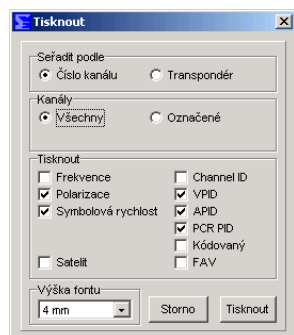 Tisknout
Seřadit podle
Číslo kanálu Transpondér
Kanály
Všechny Označené
Tisknout
Frekvence Channel ID
Polarizace VPID
Symbolová rychlost APID
PCR PID
Kódovaný
Satelit FAV
Výška fontu
4 mm Storno Tisknout